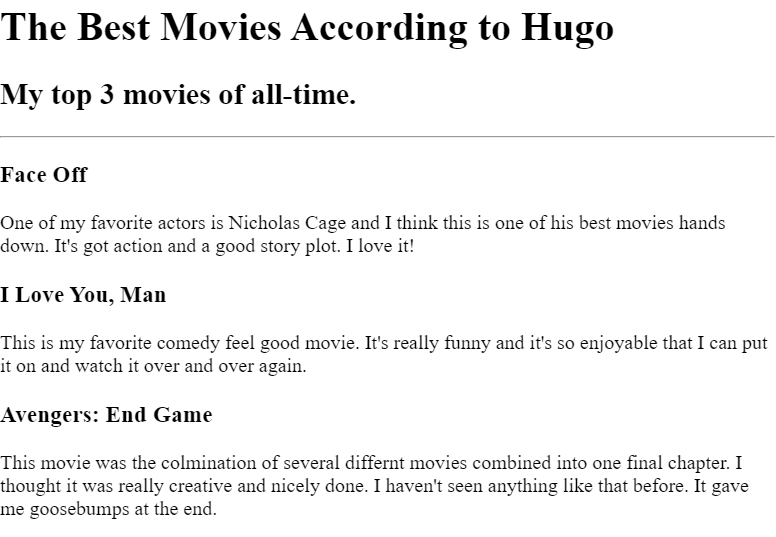 The Best Movies According to Hugo
My top 3 movies of all-time.
Face Off
One of my favorite actors is Nicholas Cage and I think this is one of his best movies hands
down. It's got action and a good story plot. I love it!
I Love You, Man
This is my favorite comedy feel good movie. It's really funny and it's so enjoyable that I can put
it on and watch it over and over again.
Avengers: End Game
This movie was the colmination of several differnt movies combined into one final chapter. I
thought it was really creative and nicely done. I haven't seen anything like that before. It gave
me goosebumps at the end.